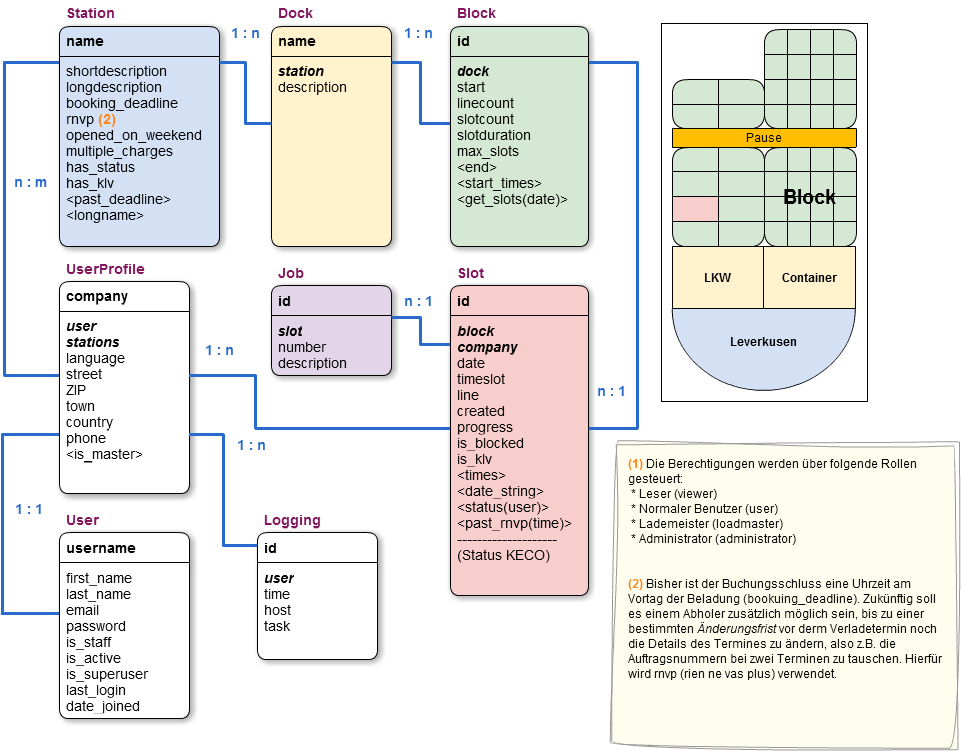 Station
name
shortdescription
longdescription
booking_deadline
rnvp (2)
opened_on_weekend
multiple_charges
has_status
has_klv
<past_deadline>
<longname>
1 : n
Dock
name
station
description
1 : n
Block
id
dock
start
linecount
slotcount
slotduration
max_slots
<end>
<start_times>
<get_slots(date)>
n : m
UserProfile
company
user
stations
language
street
ZIP
town
country
phone
<is_master>
1 : n
Job
id
slot
number
description
n : 1
Slot
id
block
company
date
timeslot
line
created
progress
is_blocked
is_klv
<times>
<date_string>
<status(user)>
<past_rnvp(time)>
--------------------
(Status KECO)
n : 1
1 : n
1 : 1
User
username
first_name
last_name
email
password
is_staff
is_active
is_superuser
last_login
date_joined
Logging
id
user
time
host
task
Pause
Block
LKW
Container
Leverkusen
(1) Die Berechtigungen werden über folgende Rollen
gesteuert:
* Leser (viewer)
* Normaler Benutzer (user)
* Lademeister (loadmaster)
* Administrator (administrator)
(2) Bisher ist der Buchungsschluss eine Uhrzeit am
Vortag der Beladung (bookuing_deadline). Zukünftig soll
es einem Abholer zusätzlich möglich sein, bis zu einer
bestimmten Änderungsfrist vor derm Verladetermin noch
die Details des Termines zu ändern, also z.B. die
Auftragsnummern bei zwei Terminen zu tauschen. Hierfür
wird rnvp (rien ne vas plus) verwendet.